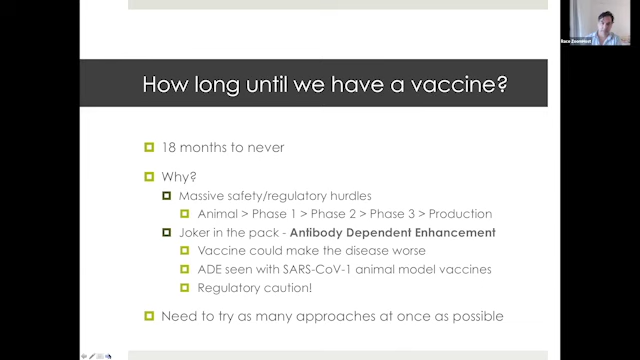 How long until we have a vaccine?
18 months to never
Why?
Massive safety/regulatory hurdles
Animal > Phase 1 > Phase 2 > Phase 3 > Production
Joker in the pack - Antibody Dependent Enhancement
Vaccine could make the disease worse
ADE seen with SARS-CoV-1 animal model vaccines
Regulatory caution!
Need to try as many approaches at once as possible